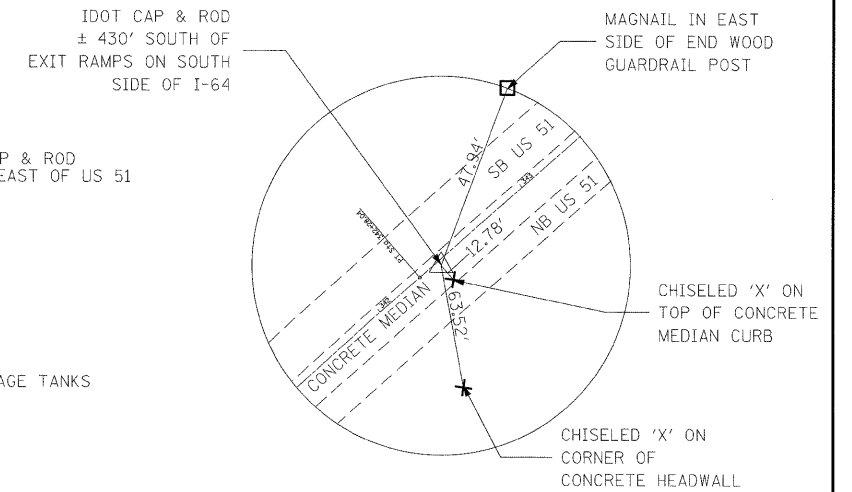 IDOT CAP & ROD
± 430' SOUTH OF
EXIT RAMPS ON SOUTH
SIDE OF I-64
MAGNAIL IN EAST
SIDE OF END WOOD
GUARDRAIL POST
P & ROD
EAST OF US 51
47.94'
SB US 51
NB US 51
12.78'
63.52'
CONCRETE MEDIAN
CHISELED 'X' ON
TOP OF CONCRETE
MEDIAN CURB
AGE TANKS
CHISELED 'X' ON
CORNER OF
CONCRETE HEADWALL